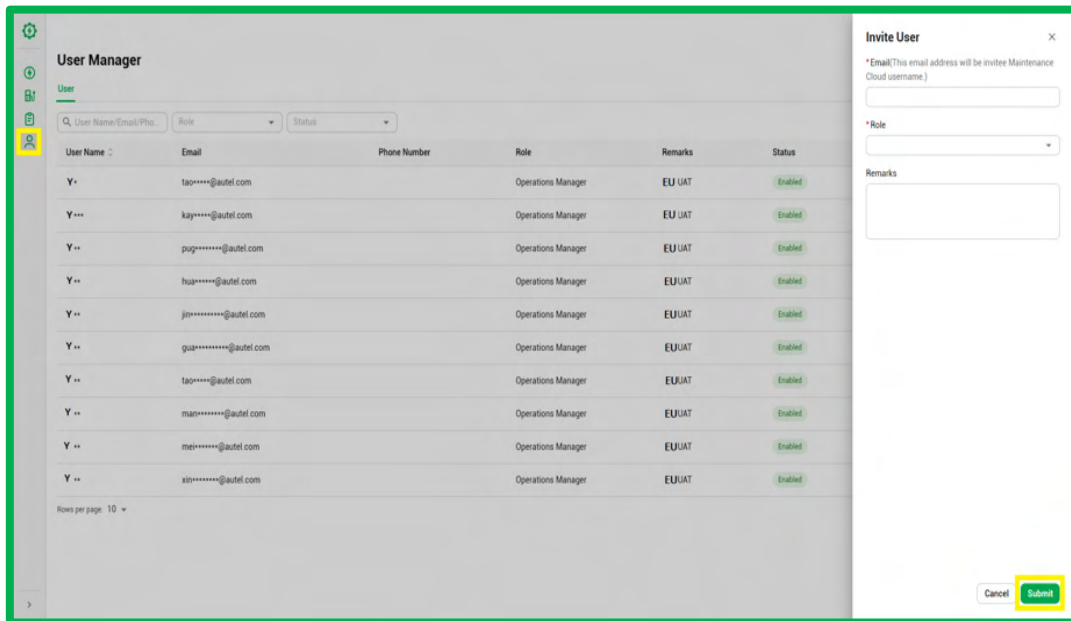 User Manager
User
User Name/Email/Pho... Role Status
User Name Email Phone Number Role Remarks Status
Y* tao*****@autel.com Operations Manager EU UAT Enabled
Y*** kay*****@autel.com Operations Manager EU UAT Enabled
Y** pug********@autel.com Operations Manager EU UAT Enabled
Y** hua******@autel.com Operations Manager EUUAT Enabled
Y** jin**********@autel.com Operations Manager EUUAT Enabled
Y** gua**********@autel.com Operations Manager EUUAT Enabled
Y** tao*****@autel.com Operations Manager EUUAT Enabled
Y** man********@autel.com Operations Manager EUUAT Enabled
Y** mei*******@autel.com Operations Manager EUUAT Enabled
Y** xin********@autel.com Operations Manager EUUAT Enabled
Rows per page 10
Invite User
*Email(This email address will be invitee Maintenance
Cloud username.)
*Role
Remarks
Cancel Submit